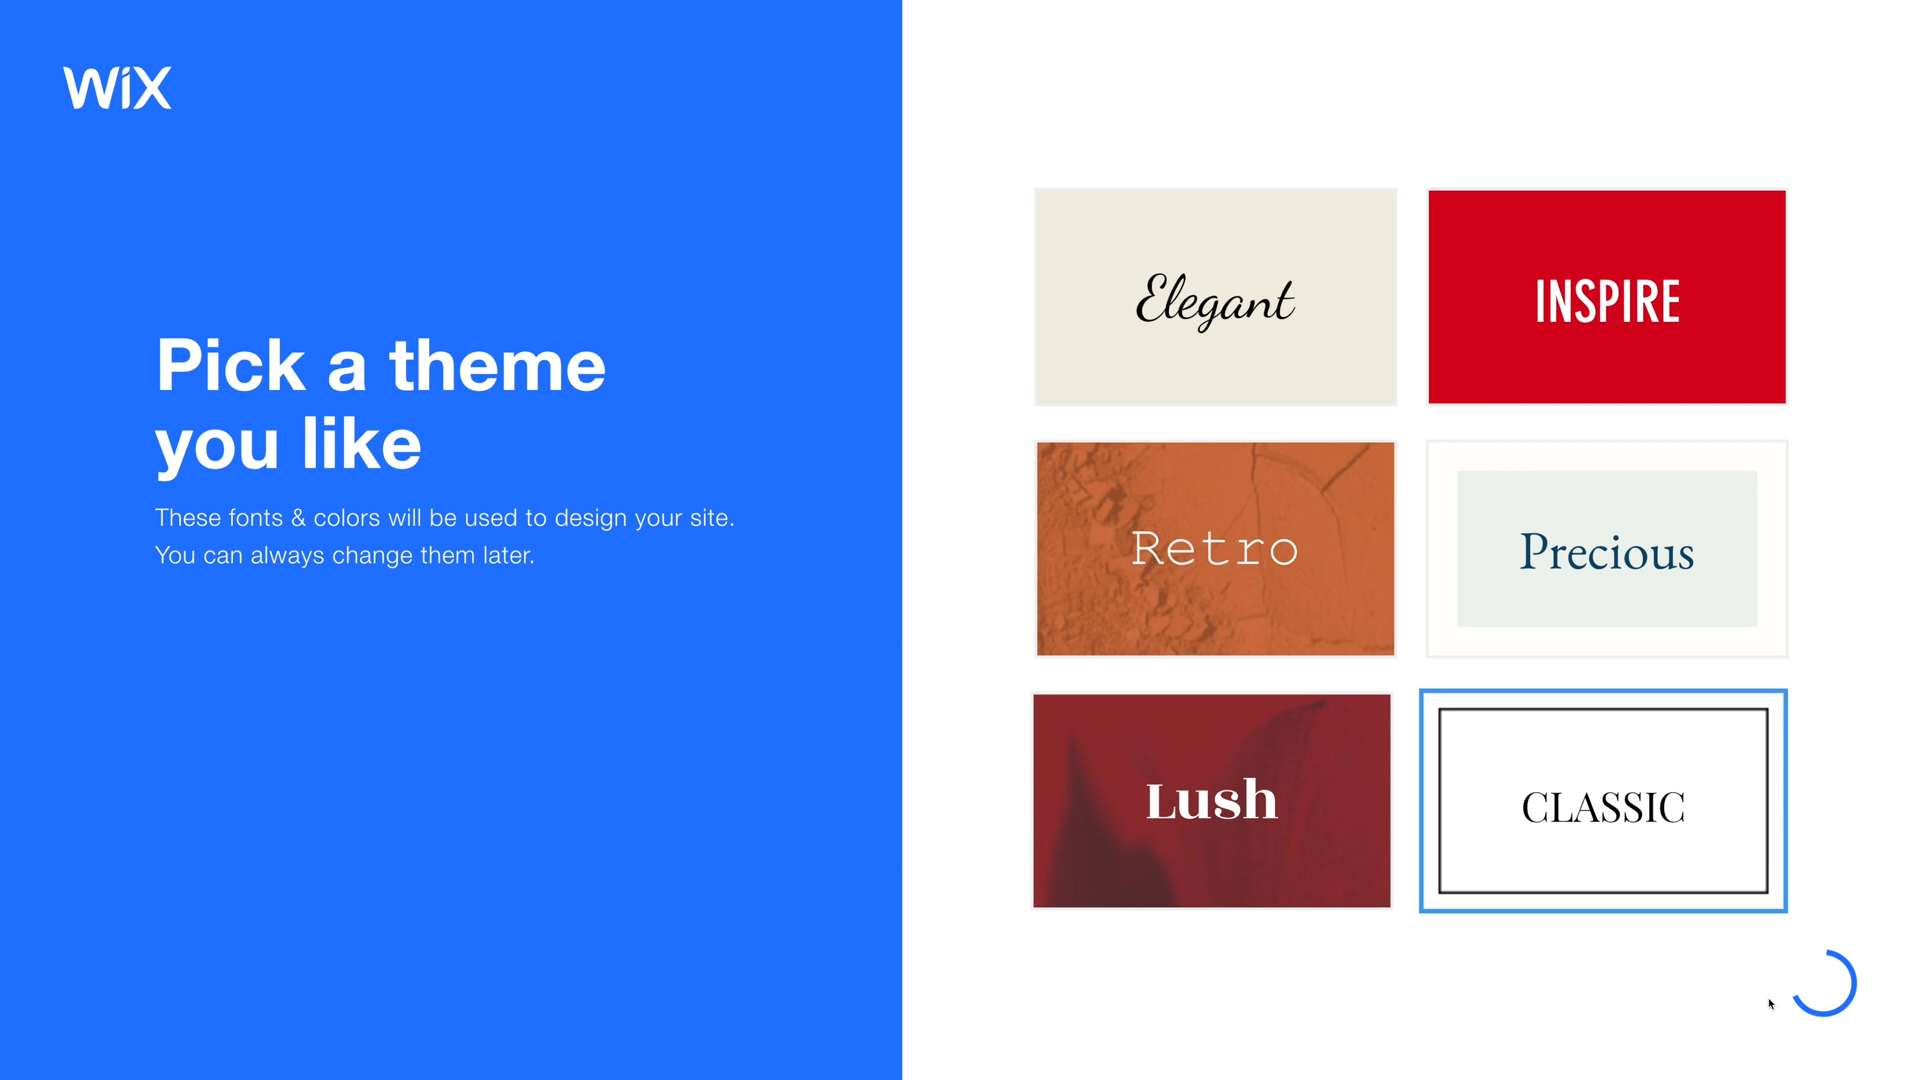 WiX
Pick a theme
you like
These fonts & colors will be used to design your site.
You can always change them later.
Elegant
INSPIRE
Retro
Precious
Lush
CLASSIC